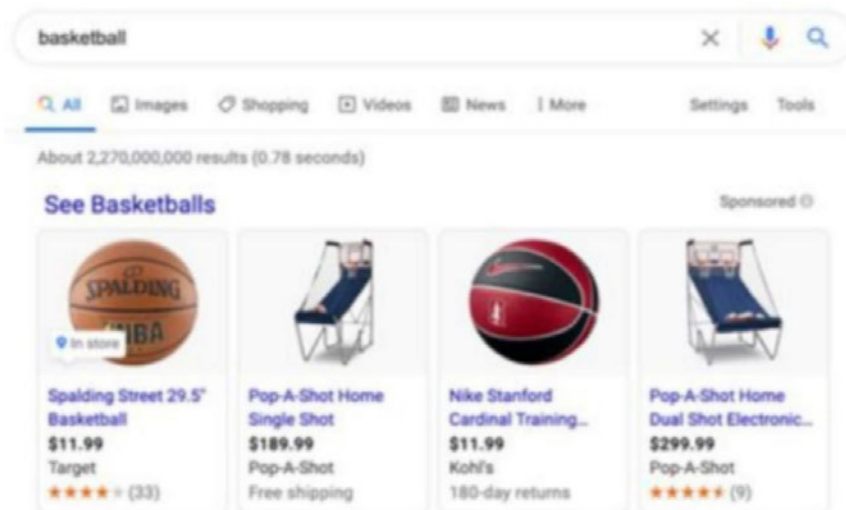 basketball
All Images Shopping Videos News More Settings Tools
About 2,270,000,000 results (0.78 seconds)
See Basketballs Sponsored
SPALDING
NBA
In store
Spalding Street 29.5" Basketball
$11.99
Target
(33)
Pop-A-Shot Home Single Shot
$189.99
Pop-A-Shot
Free shipping
Nike Stanford Cardinal Training...
$11.99
Kohl's
180-day returns
Pop-A-Shot Home Dual Shot Electronic...
$299.99
Pop-A-Shot
(9)